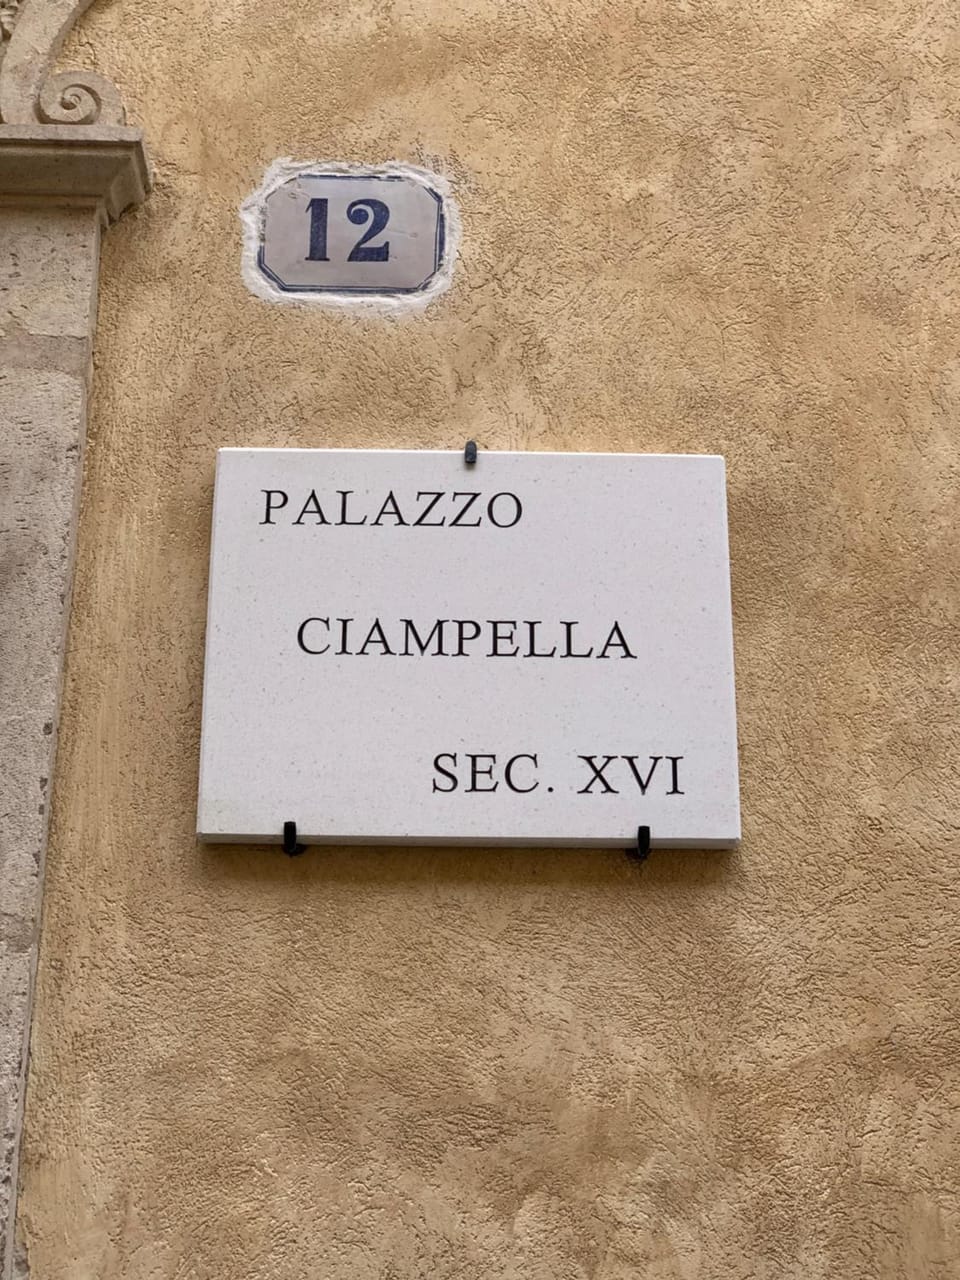 12
PALAZZO
CIAMPELLA
SEC. XVI